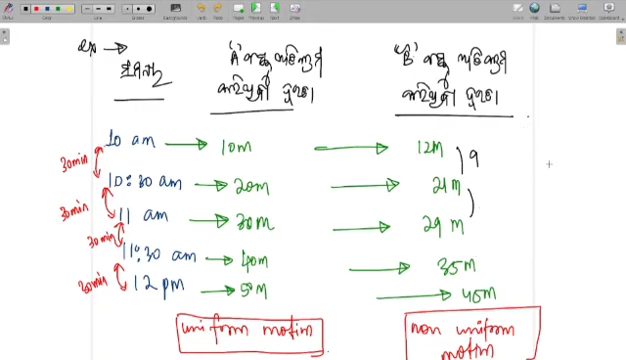 ex →
ସମୟ
'A' ବସ୍ତୁ ଅତିକ୍ରମ
କରିଥିବା ଦୂରତା
"B" ବସ୍ତୁ ଅତିକ୍ରମ
କରିଥିବା ଦୂରତା
10 am → 10m → 12m
30min
9
10:30 am → 20m → 21m
30min
11 am → 30m → 29m
30min
11:30 am → 40m → 35m
30min
12 pm → 50m → 45m
uniform motion
non uniform
motion